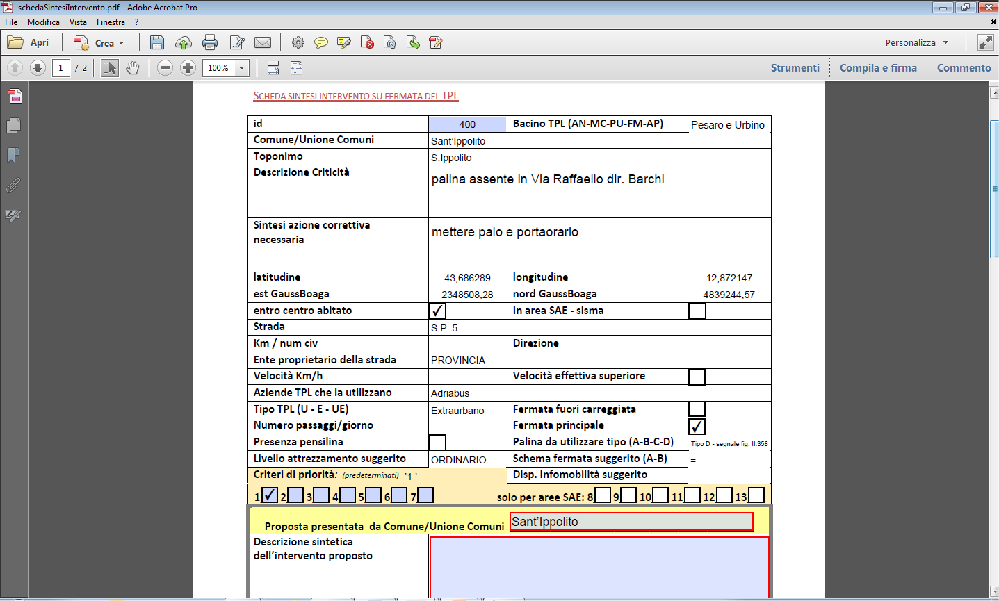 schedaSintesiIntervento.pdf - Adobe Acrobat Pro
File Modifica Vista Finestra ?
Apri Crea Personalizza
1 / 2 100% Strumenti Compila e firma Commento
SCHEDA SINTESI INTERVENTO SU FERMATA DEL TPL
id 400 Bacino TPL (AN-MC-PU-FM-AP) Pesaro e Urbino
Comune/Unione Comuni Sant'Ippolito
Toponimo S.Ippolito
Descrizione Criticità palina assente in Via Raffaello dir. Barchi
Sintesi azione correttiva necessaria mettere palo e portaorario
latitudine 43,686289 longitudine 12,872147
est GaussBoaga 2348508,28 nord GaussBoaga 4839244,57
entro centro abitato ✓ In area SAE - sisma
Strada S.P. 5
Km / num civ Direzione
Ente proprietario della strada PROVINCIA
Velocità Km/h Velocità effettiva superiore
Aziende TPL che la utilizzano Adriabus
Tipo TPL (U - E - UE) Extraurbano Fermata fuori carreggiata
Numero passaggi/giorno Fermata principale ✓
Presenza pensilina Palina da utilizzare tipo (A-B-C-D) Tipo D - segnale fig. II.358
Livello attrezzamento suggerito ORDINARIO Schema fermata suggerito (A-B) =
Criteri di priorità: (predeterminati) '1 ' Disp. Infomobilità suggerito =
1 ✓ 2 3 4 5 6 7 solo per aree SAE: 8 9 10 11 12 13
Proposta presentata da Comune/Unione Comuni Sant'Ippolito
Descrizione sintetica
dell'intervento proposto